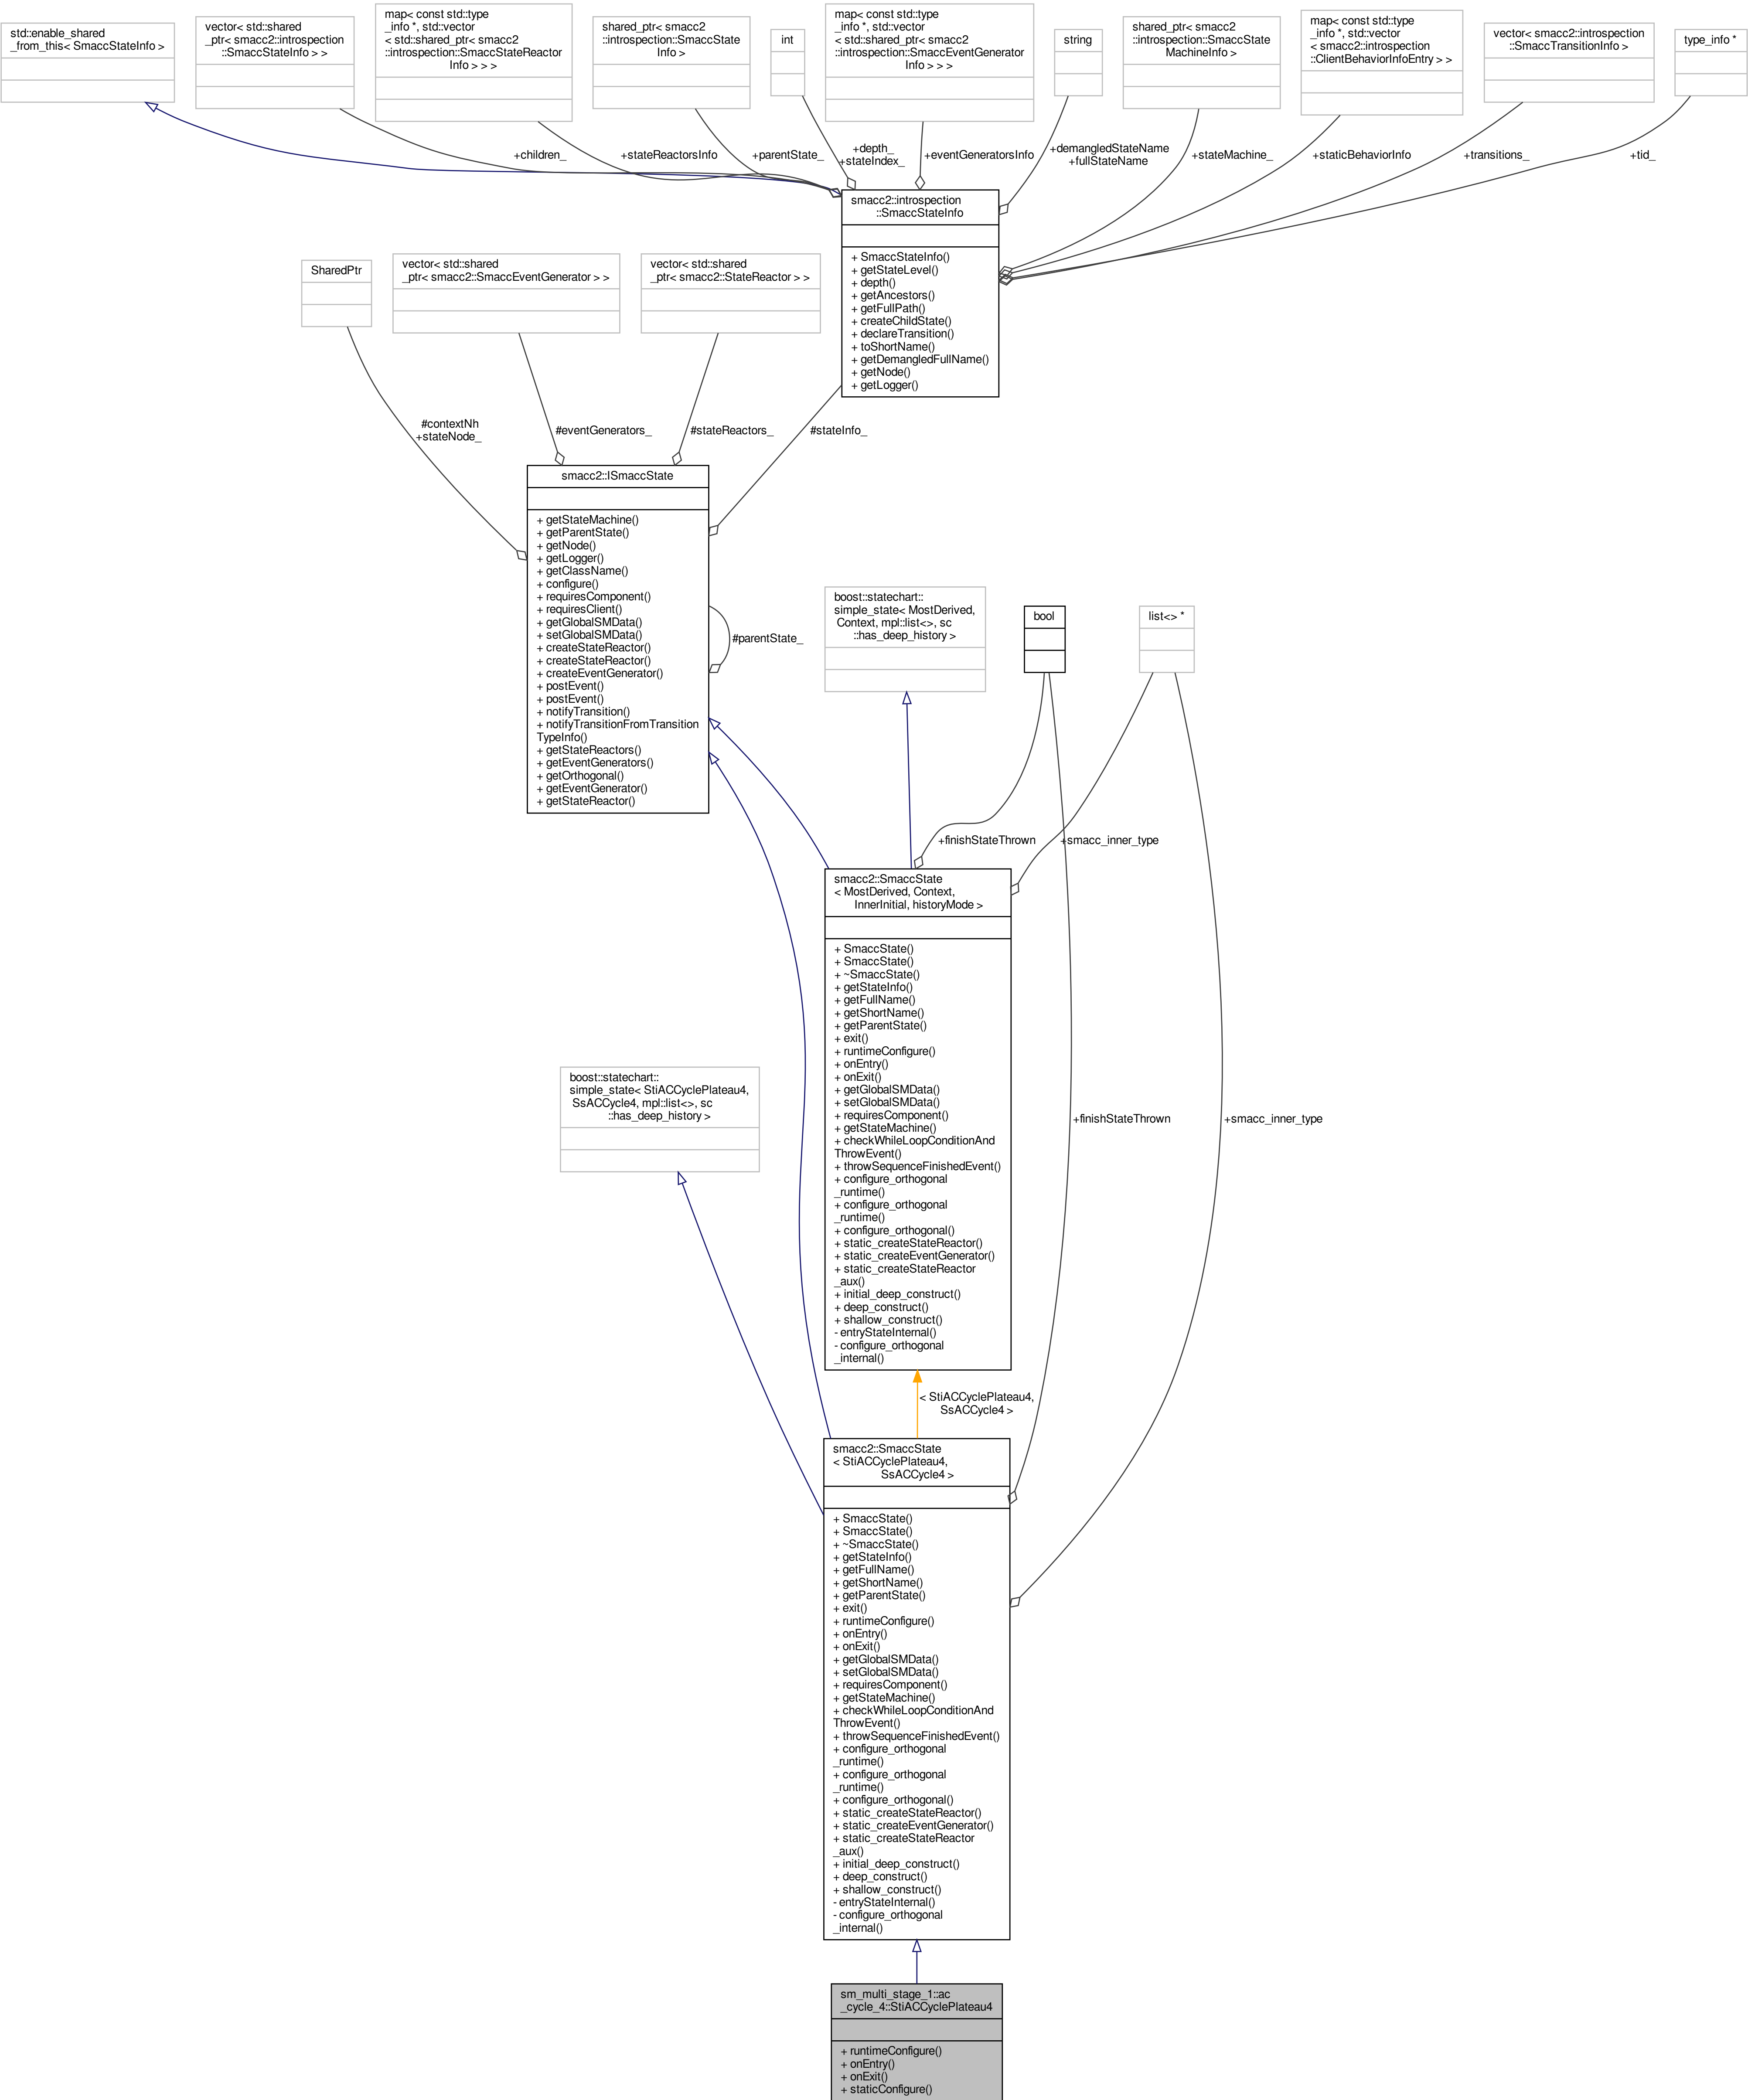 std::enable_shared
_from_this< SmaccStateInfo >
vector< std::shared
_ptr< smacc2::introspection
::SmaccStateInfo > >
map< const std::type
_info *, std::vector
< std::shared_ptr< smacc2
::introspection::SmaccStateReactor
Info > > >
shared_ptr< smacc2
::introspection::SmaccState
Info >
int
map< const std::type
_info *, std::vector
< std::shared_ptr< smacc2
::introspection::SmaccEventGenerator
Info > > >
string
shared_ptr< smacc2
::introspection::SmaccState
MachineInfo >
map< const std::type
_info *, std::vector
< smacc2::introspection
::ClientBehaviorInfoEntry > >
vector< smacc2::introspection
::SmaccTransitionInfo >
type_info *
+children_
+stateReactorsInfo
+parentState_
+depth_
+stateIndex_
+eventGeneratorsInfo
+demangledStateName
+fullStateName
+stateMachine_
+staticBehaviorInfo
+transitions_
+tid_
smacc2::introspection
::SmaccStateInfo
+ SmaccStateInfo()
+ getStateLevel()
+ depth()
+ getAncestors()
+ getFullPath()
+ createChildState()
+ declareTransition()
+ toShortName()
+ getDemangledFullName()
+ getNode()
+ getLogger()
SharedPtr
vector< std::shared
_ptr< smacc2::SmaccEventGenerator > >
vector< std::shared
_ptr< smacc2::StateReactor > >
#contextNh
+stateNode_
#eventGenerators_
#stateReactors_
#stateInfo_
smacc2::ISmaccState
+ getStateMachine()
+ getParentState()
+ getNode()
+ getLogger()
+ getClassName()
+ configure()
+ requiresComponent()
+ requiresClient()
+ getGlobalSMData()
+ setGlobalSMData()
+ createStateReactor()
+ createStateReactor()
+ createEventGenerator()
+ postEvent()
+ postEvent()
+ notifyTransition()
+ notifyTransitionFromTransition
TypeInfo()
+ getStateReactors()
+ getEventGenerators()
+ getOrthogonal()
+ getEventGenerator()
+ getStateReactor()
#parentState_
boost::statechart::
simple_state< MostDerived,
Context, mpl::list<>, sc
::has_deep_history >
bool
list<> *
+finishStateThrown
+smacc_inner_type
smacc2::SmaccState
< MostDerived, Context,
InnerInitial, historyMode >
+ SmaccState()
+ SmaccState()
+ ~SmaccState()
+ getStateInfo()
+ getFullName()
+ getShortName()
+ getParentState()
+ exit()
+ runtimeConfigure()
+ onEntry()
+ onExit()
+ getGlobalSMData()
+ setGlobalSMData()
+ requiresComponent()
+ getStateMachine()
+ checkWhileLoopConditionAnd
ThrowEvent()
+ throwSequenceFinishedEvent()
+ configure_orthogonal
_runtime()
+ configure_orthogonal
_runtime()
+ configure_orthogonal()
+ static_createStateReactor()
+ static_createEventGenerator()
+ static_createStateReactor
_aux()
+ initial_deep_construct()
+ deep_construct()
+ shallow_construct()
- entryStateInternal()
- configure_orthogonal
_internal()
boost::statechart::
simple_state< StiACCyclePlateau4,
SsACCycle4, mpl::list<>, sc
::has_deep_history >
+finishStateThrown
+smacc_inner_type
< StiACCyclePlateau4,
SsACCycle4 >
smacc2::SmaccState
< StiACCyclePlateau4,
SsACCycle4 >
+ SmaccState()
+ SmaccState()
+ ~SmaccState()
+ getStateInfo()
+ getFullName()
+ getShortName()
+ getParentState()
+ exit()
+ runtimeConfigure()
+ onEntry()
+ onExit()
+ getGlobalSMData()
+ setGlobalSMData()
+ requiresComponent()
+ getStateMachine()
+ checkWhileLoopConditionAnd
ThrowEvent()
+ throwSequenceFinishedEvent()
+ configure_orthogonal
_runtime()
+ configure_orthogonal
_runtime()
+ configure_orthogonal()
+ static_createStateReactor()
+ static_createEventGenerator()
+ static_createStateReactor
_aux()
+ initial_deep_construct()
+ deep_construct()
+ shallow_construct()
- entryStateInternal()
- configure_orthogonal
_internal()
sm_multi_stage_1::ac
_cycle_4::StiACCyclePlateau4
+ runtimeConfigure()
+ onEntry()
+ onExit()
+ staticConfigure()